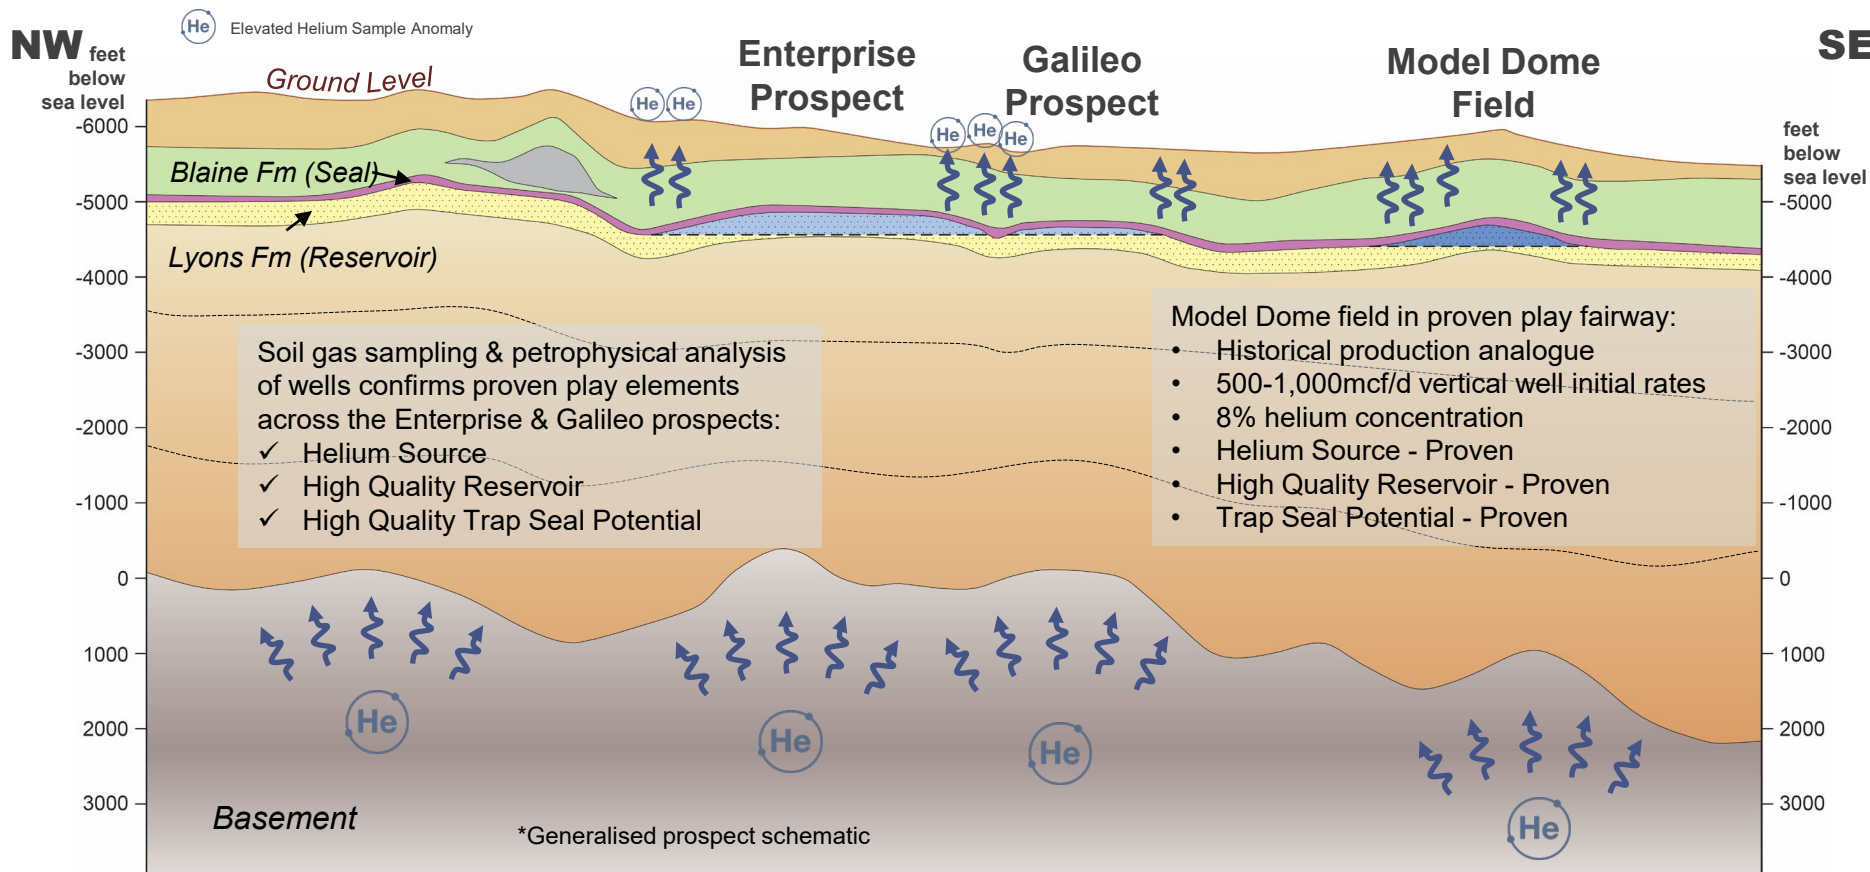 He Elevated Helium Sample Anomaly
NW feet
below
sea level
SE
Ground Level
Enterprise
Prospect
Galileo
Prospect
Model Dome
Field
He He
He He He
-6000
-5000
-4000
-3000
-2000
-1000
0
1000
2000
3000
feet
below
sea level
-5000
-4000
-3000
-2000
-1000
0
1000
2000
3000
Blaine Fm (Seal)
Lyons Fm (Reservoir)
Soil gas sampling & petrophysical analysis
of wells confirms proven play elements
across the Enterprise & Galileo prospects:
✓ Helium Source
✓ High Quality Reservoir
✓ High Quality Trap Seal Potential
Model Dome field in proven play fairway:
• Historical production analogue
• 500-1,000mcf/d vertical well initial rates
• 8% helium concentration
• Helium Source - Proven
• High Quality Reservoir - Proven
• Trap Seal Potential - Proven
He
He
He
He
Basement
*Generalised prospect schematic